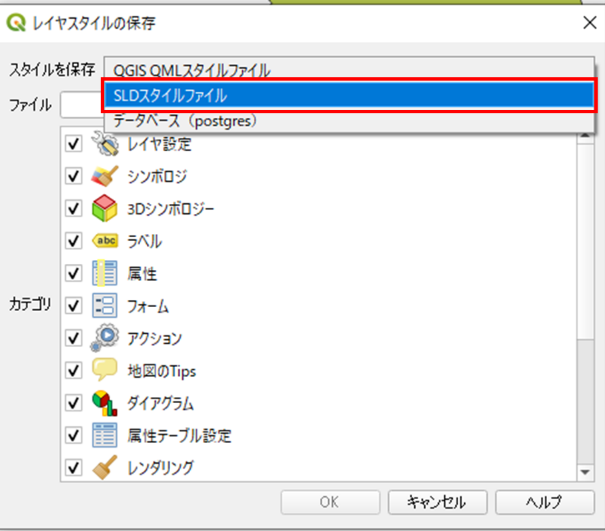 レイヤスタイルの保存
スタイルを保存
QGIS QMLスタイルファイル
SLDスタイルファイル
データベース（postgres）
ファイル
レイヤ設定
シンボロジ
3Dシンボロジー
abc ラベル
属性
カテゴリ
フォーム
アクション
地図のTips
ダイアグラム
属性テーブル設定
レンダリング
OK キャンセル ヘルプ